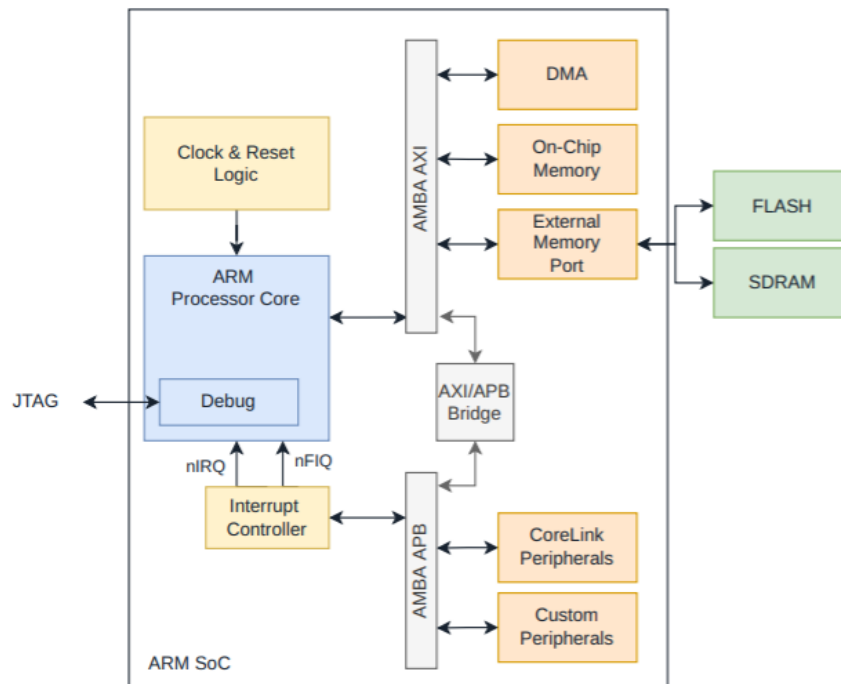 DMA
Clock & Reset
Logic
On-Chip
Memory
AMBA AXI
External
Memory
Port
FLASH
SDRAM
ARM
Processor Core
AXI/APB
Bridge
JTAG
Debug
nIRQ
nFIQ
Interrupt
Controller
AMBA APB
CoreLink
Peripherals
Custom
Peripherals
ARM SoC